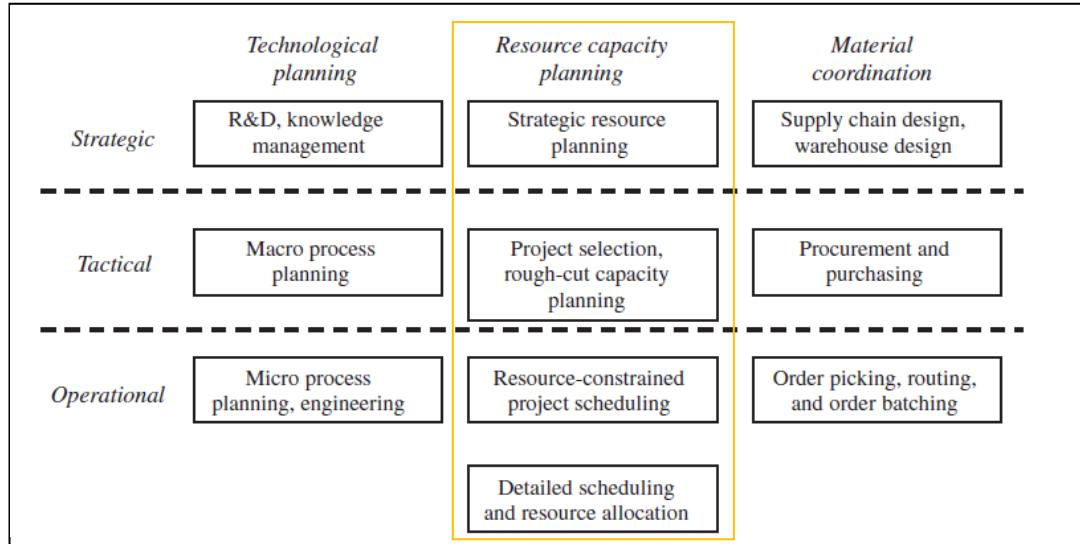 Technological
planning
Resource capacity
planning
Material
coordination
Strategic
R&D, knowledge
management
Strategic resource
planning
Supply chain design,
warehouse design
Tactical
Macro process
planning
Project selection,
rough-cut capacity
planning
Procurement and
purchasing
Operational
Micro process
planning, engineering
Resource-constrained
project scheduling
Order picking, routing,
and order batching
Detailed scheduling
and resource allocation